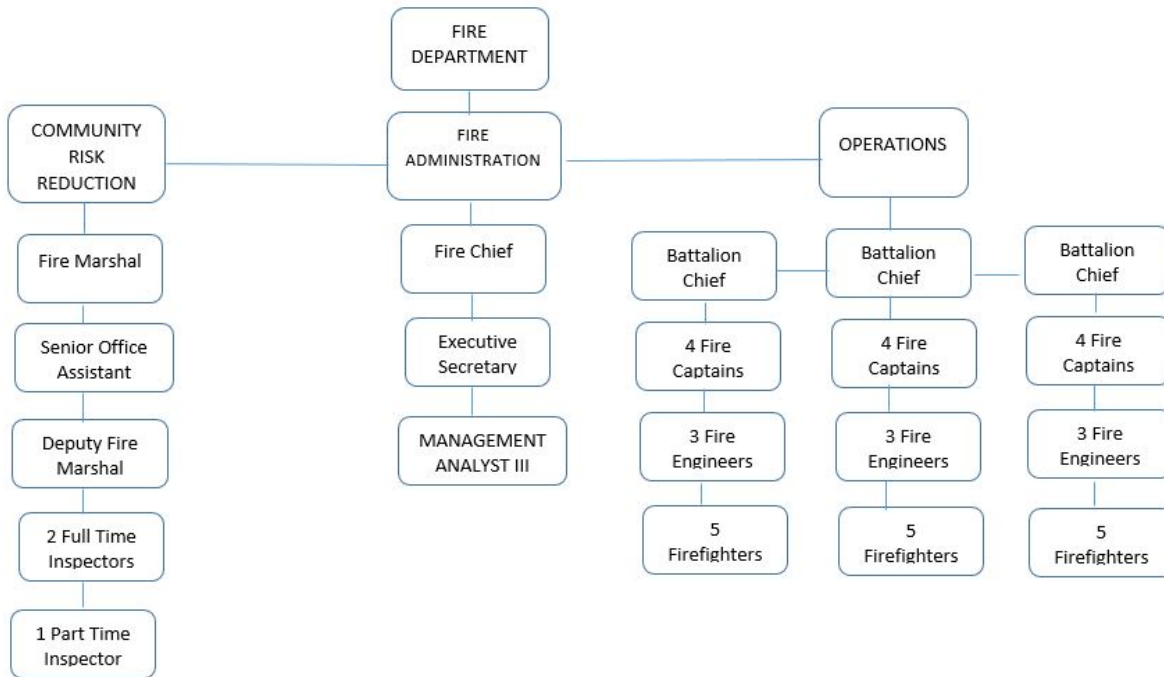 FIRE
DEPARTMENT
COMMUNITY
RISK
REDUCTION
FIRE
ADMINISTRATION
OPERATIONS
Fire Marshal
Fire Chief
Battalion
Chief
Battalion
Chief
Battalion
Chief
Senior Office
Assistant
Executive
Secretary
4 Fire
Captains
4 Fire
Captains
4 Fire
Captains
Deputy Fire
Marshal
MANAGEMENT
ANALYST III
3 Fire
Engineers
3 Fire
Engineers
3 Fire
Engineers
2 Full Time
Inspectors
5
Firefighters
5
Firefighters
5
Firefighters
1 Part Time
Inspector